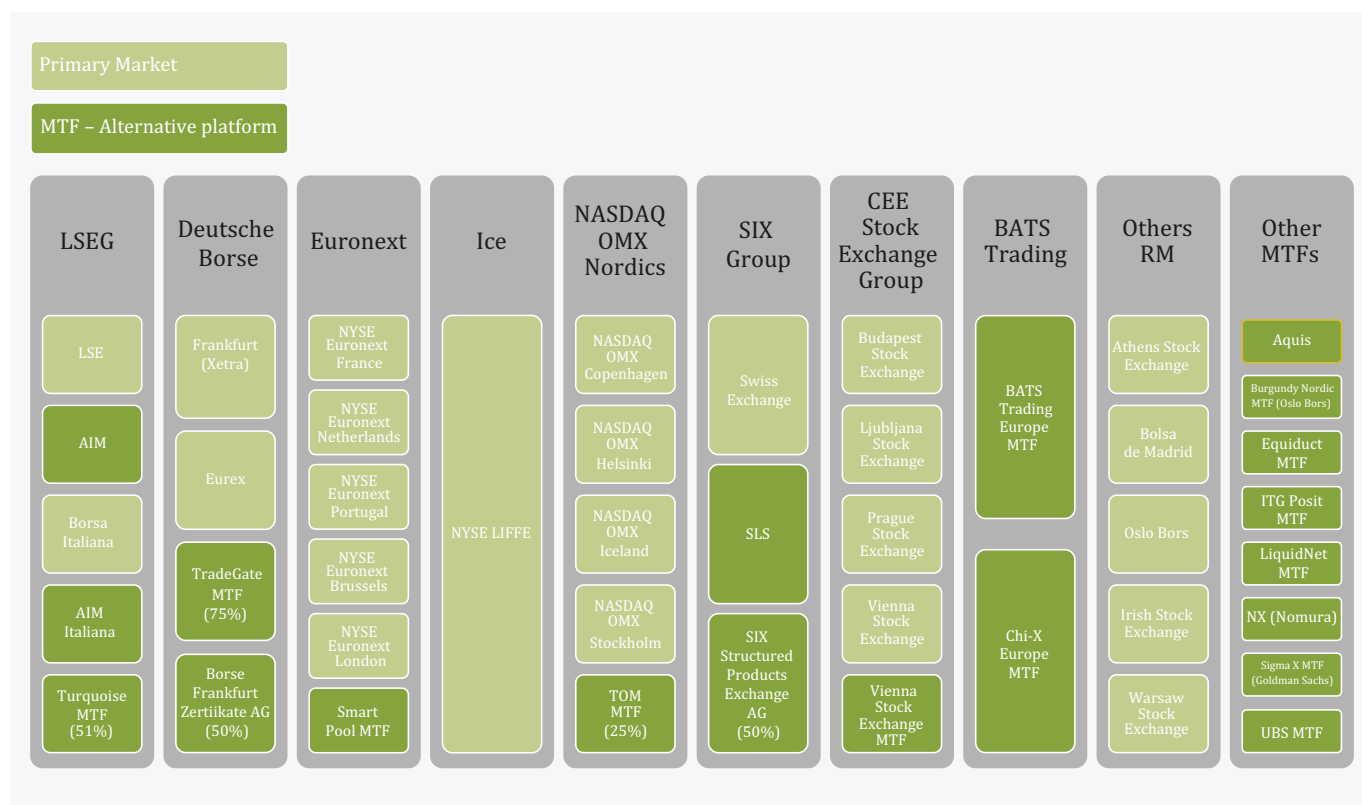 Primary Market
MTF – Alternative platform
LSEG
LSE
AIM
Borsa
Italiana
AIM
Italiana
Turquoise
MTF
(51%)
Deutsche
Borse
Frankfurt
(Xetra)
Eurex
TradeGate
MTF
(75%)
Borse
Frankfurt
Zertiikate AG
(50%)
Euronext
NYSE
Euronext
France
NYSE
Euronext
Netherlands
NYSE
Euronext
Portugal
NYSE
Euronext
Brussels
NYSE
Euronext
London
Smart
Pool MTF
Ice
NYSE LIFFE
NASDAQ
OMX
Nordics
NASDAQ
OMX
Copenhagen
NASDAQ
OMX
Helsinki
NASDAQ
OMX
Iceland
NASDAQ
OMX
Stockholm
TOM
MTF
(25%)
SIX
Group
Swiss
Exchange
SLS
SIX
Structured
Products
Exchange
AG
(50%)
CEE
Stock
Exchange
Group
Budapest
Stock
Exchange
Ljubljana
Stock
Exchange
Prague
Stock
Exchange
Vienna
Stock
Exchange
Vienna
Stock
Exchange
MTF
BATS
Trading
BATS
Trading
Europe
MTF
Chi-X
Europe
MTF
Others
RM
Athens Stock
Exchange
Bolsa
de Madrid
Oslo Bors
Irish Stock
Exchange
Warsaw
Stock
Exchange
Other
MTFs
Aquis
Burgundy Nordic
MTF (Oslo Bors)
Equiduct
MTF
ITG Posit
MTF
LiquidNet
MTF
NX (Nomura)
Sigma X MTF
(Goldman Sachs)
UBS MTF